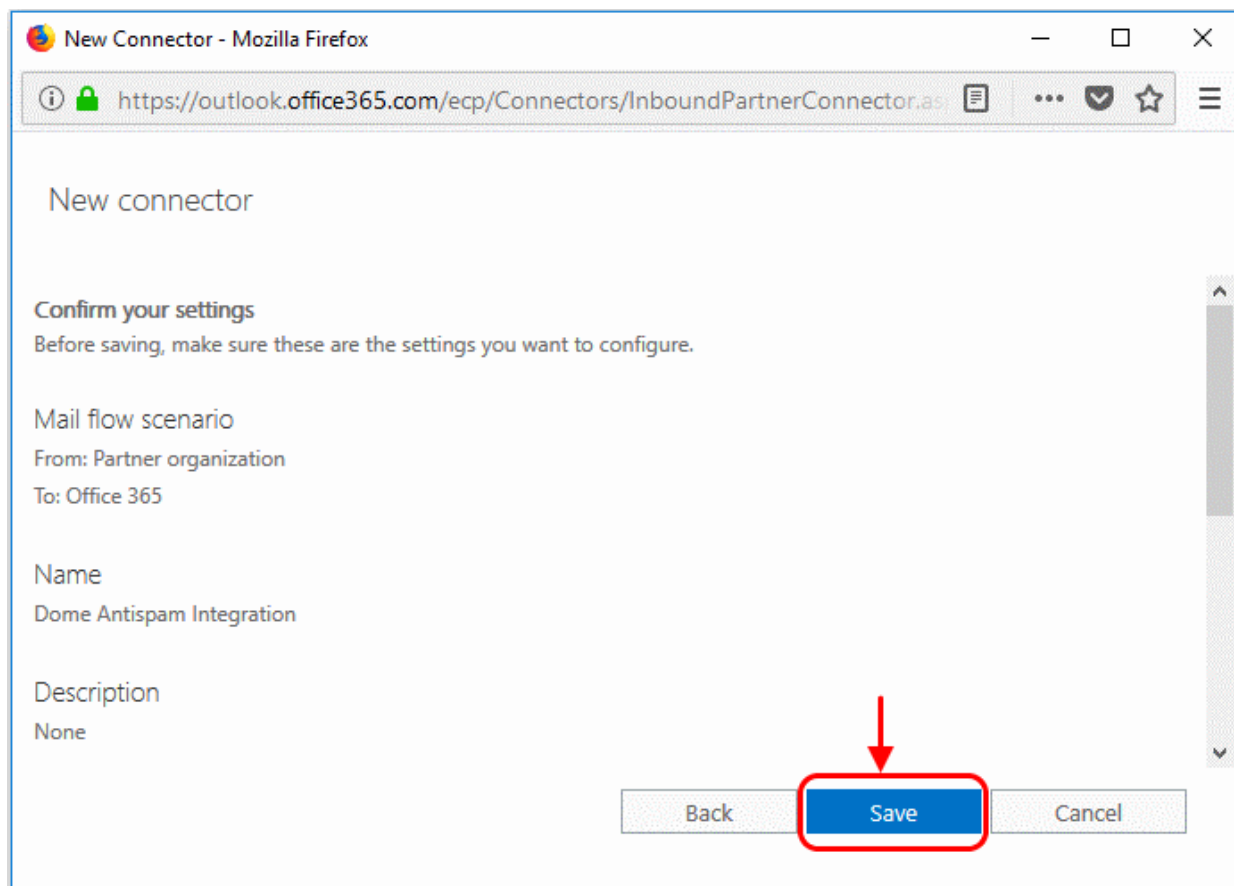 New Connector - Mozilla Firefox
https://outlook.office365.com/ecp/Connectors/InboundPartnerConnector.as
New connector
Confirm your settings
Before saving, make sure these are the settings you want to configure.
Mail flow scenario
From: Partner organization
To: Office 365
Name
Dome Antispam Integration
Description
None
Back
Save
Cancel